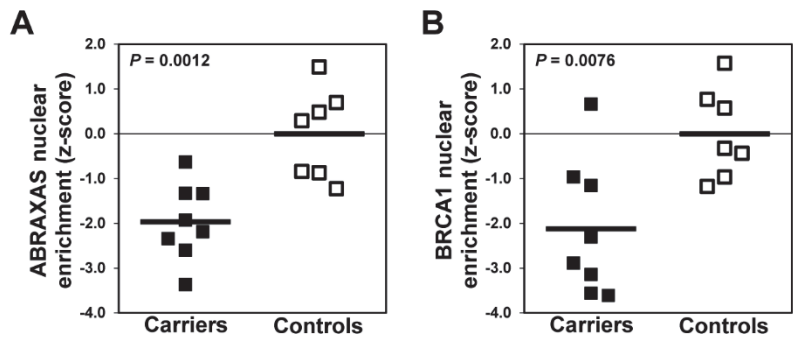 A
ABRAXAS nuclear
enrichment (z-score)
2.0
1.0
0.0
-1.0
-2.0
-3.0
-4.0
P = 0.0012
Carriers
Controls
B
BRCA1 nuclear
enrichment (z-score)
2.0
1.0
0.0
-1.0
-2.0
-3.0
-4.0
P = 0.0076
Carriers
Controls